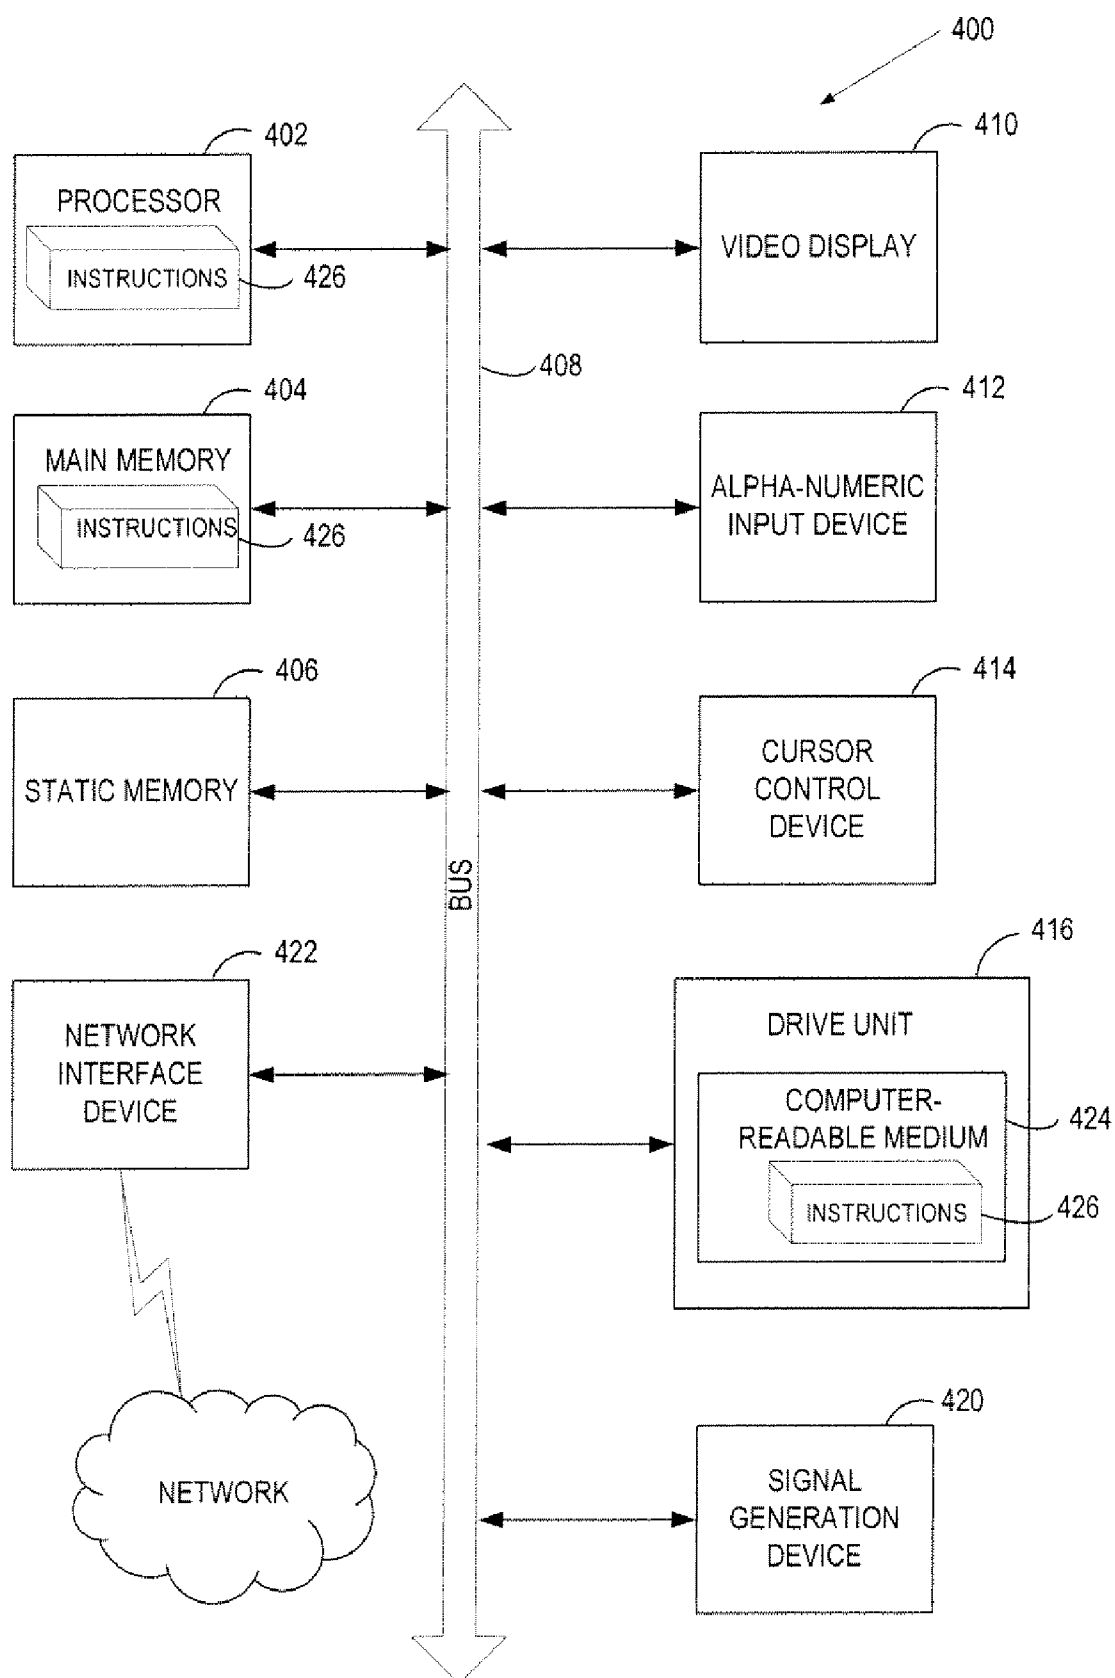 400
402
PROCESSOR
INSTRUCTIONS
426
410
VIDEO DISPLAY
408
404
MAIN MEMORY
INSTRUCTIONS
426
412
ALPHA-NUMERIC
INPUT DEVICE
406
STATIC MEMORY
414
CURSOR
CONTROL
DEVICE
BUS
422
NETWORK
INTERFACE
DEVICE
416
DRIVE UNIT
COMPUTER-
READABLE MEDIUM
424
INSTRUCTIONS
426
NETWORK
420
SIGNAL
GENERATION
DEVICE